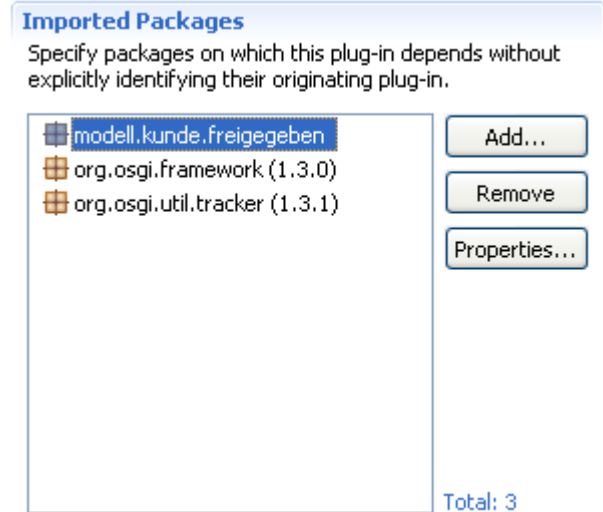 Imported Packages
Specify packages on which this plug-in depends without
explicitly identifying their originating plug-in.
modell.kunde.freigegeben
org.osgi.framework (1.3.0)
org.osgi.util.tracker (1.3.1)
Add...
Remove
Properties...
Total: 3